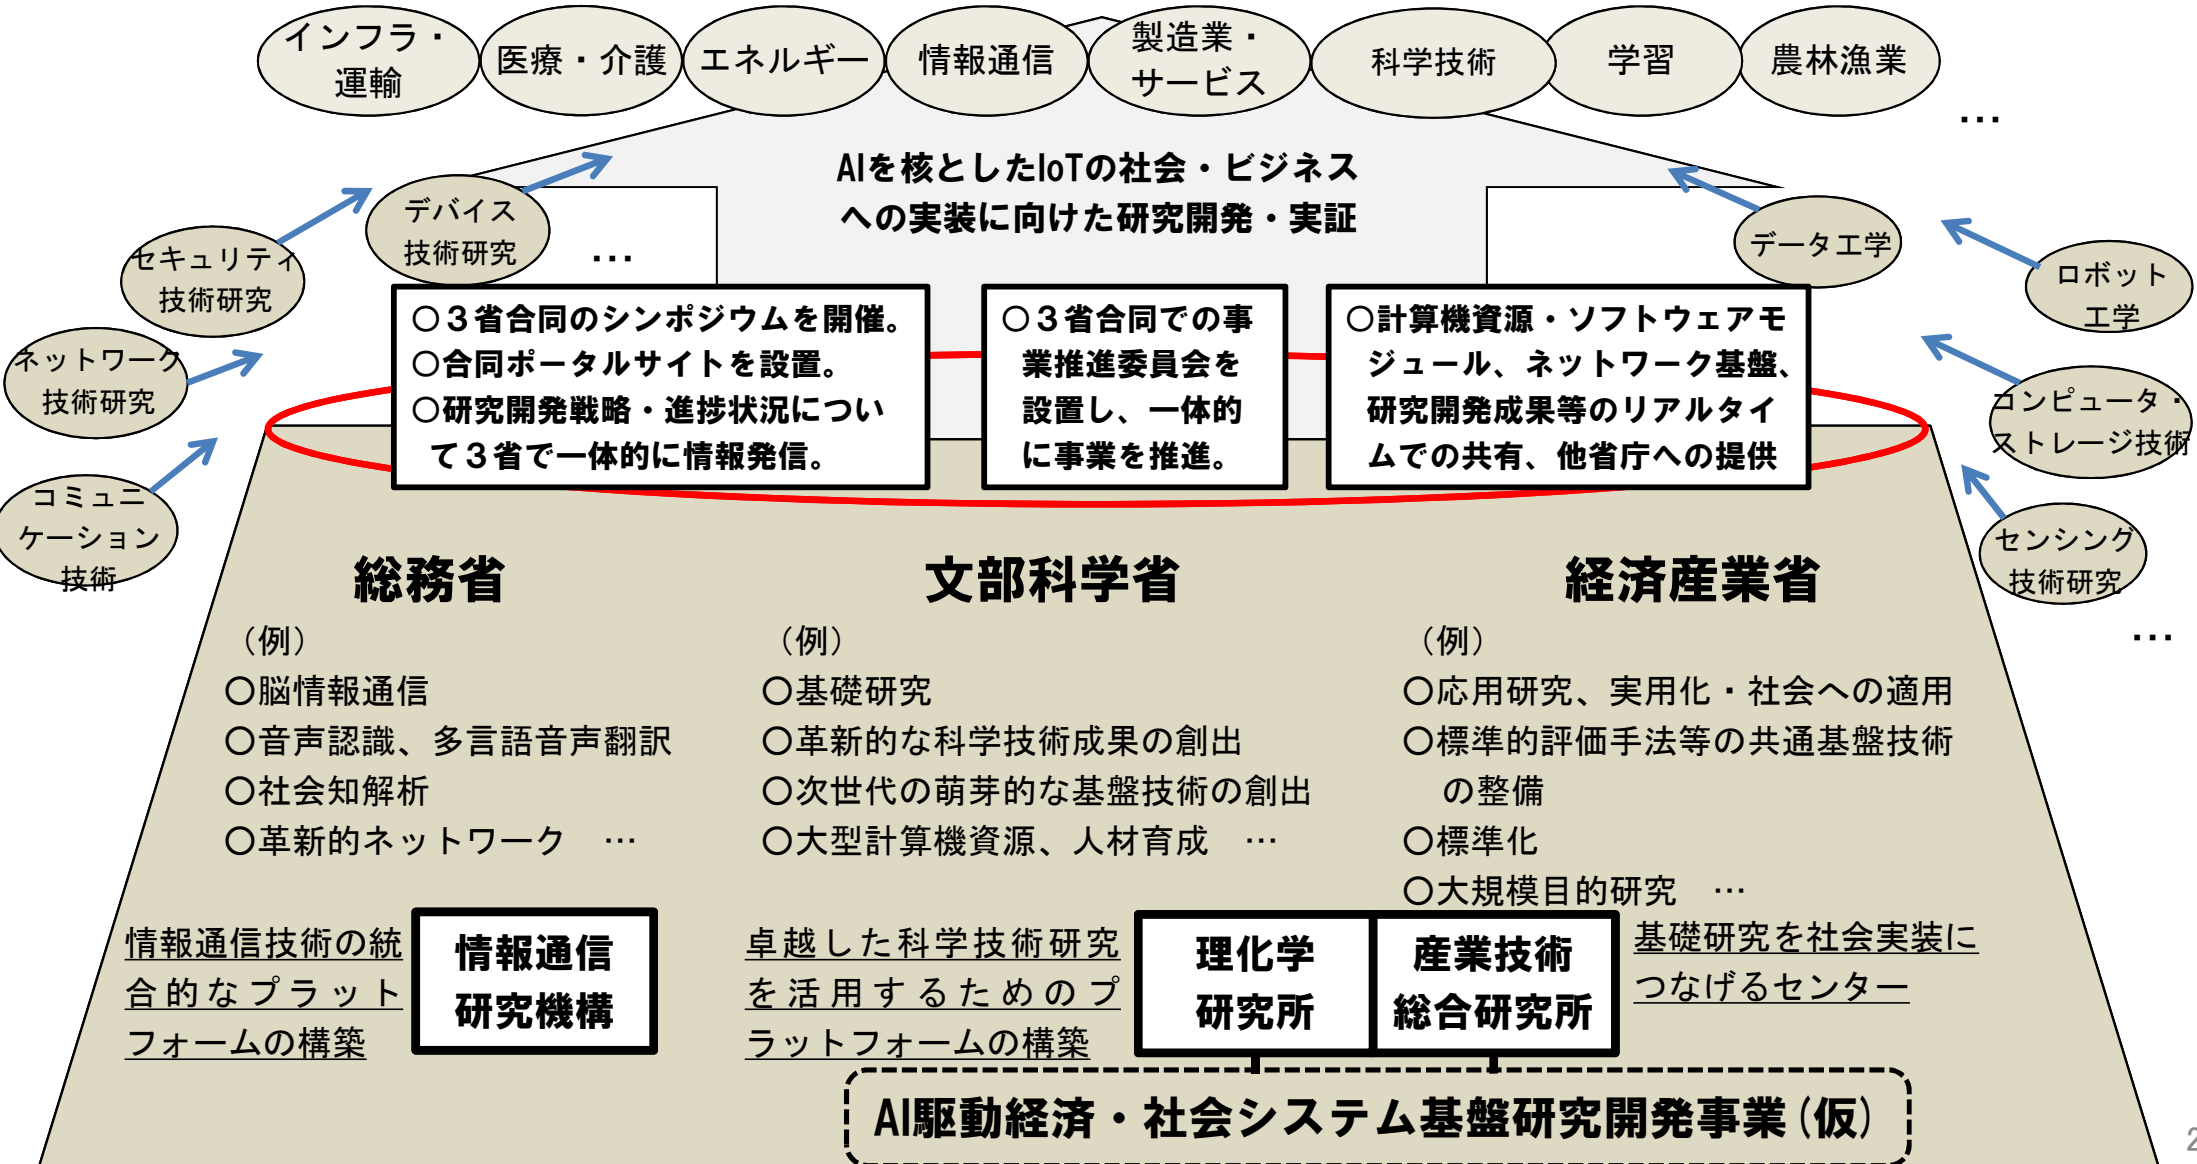 インフラ・
運輸
医療・介護
エネルギー
情報通信
製造業・
サービス
科学技術
学習
農林漁業
…
AIを核としたIoTの社会・ビジネス
への実装に向けた研究開発・実証
デバイス
技術研究
…
セキュリティ
技術研究
ネットワーク
技術研究
コミュニ
ケーション
技術
データ工学
ロボット
工学
コンピュータ・
ストレージ技術
センシング
技術研究
…
○３省合同のシンポジウムを開催。
○合同ポータルサイトを設置。
○研究開発戦略・進捗状況につい
て３省で一体的に情報発信。
○３省合同での事
業推進委員会を
設置し、一体的
に事業を推進。
○計算機資源・ソフトウェアモ
ジュール、ネットワーク基盤、
研究開発成果等のリアルタイ
ムでの共有、他省庁への提供
総務省
（例）
○脳情報通信
○音声認識、多言語音声翻訳
○社会知解析
○革新的ネットワーク　…
情報通信技術の統
合的なプラット
フォームの構築
情報通信
研究機構
文部科学省
（例）
○基礎研究
○革新的な科学技術成果の創出
○次世代の萌芽的な基盤技術の創出
○大型計算機資源、人材育成　…
卓越した科学技術研究
を活用するためのプ
ラットフォームの構築
理化学
研究所
経済産業省
（例）
○応用研究、実用化・社会への適用
○標準的評価手法等の共通基盤技術
の整備
○標準化
○大規模目的研究　…
産業技術
総合研究所
基礎研究を社会実装に
つなげるセンター
AI駆動経済・社会システム基盤研究開発事業(仮)
2